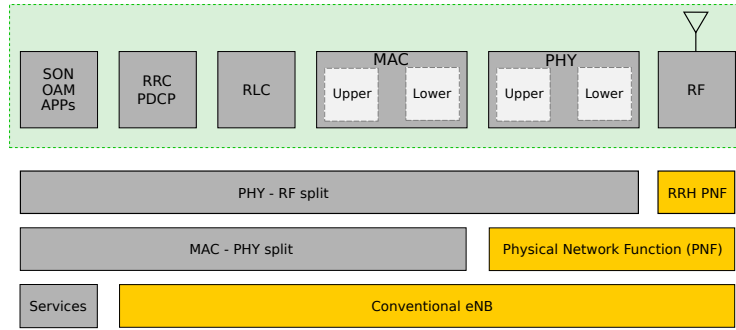 SON
OAM
APPs
RRC
PDCP
RLC
MAC
Upper
Lower
PHY
Upper
Lower
RF
PHY - RF split
RRH PNF
MAC - PHY split
Physical Network Function (PNF)
Services
Conventional eNB